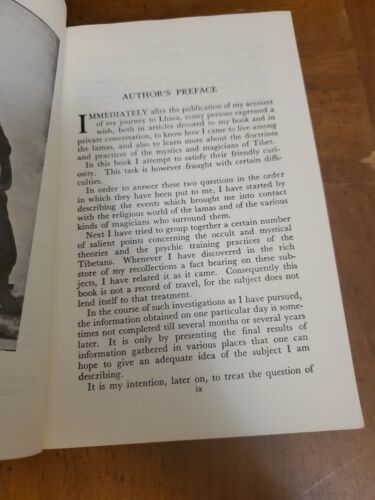 AUTHOR'S PREFACE
IMMEDIATELY after the publication of my account
of my journey to Lhasa, many persons expressed a
wish, both in articles devoted to my book and in
private conversation, to know how I came to live among
the lamas, and also to learn more about the doctrines
and practices of the mystics and magicians of Tibet.
In this book I attempt to satisfy their friendly curi-
osity. This task is however fraught with certain diffi-
culties.
In order to answer these two questions in the order
in which they have been put to me, I have started by
describing the events which brought me into contact
with the religious world of the lamas and of the various
kinds of magicians who surround them.
Next I have tried to group together a certain number
of salient points concerning the occult and mystical
theories and the psychic training practices of the
Tibetans. Whenever I have discovered in the rich
store of my recollections a fact bearing on these sub-
jects, I have related it as it came. Consequently this
book is not a record of travel, for the subject does not
lend itself to that treatment.
In the course of such investigations as I have pursued,
the information obtained on one particular day is some-
times not completed till several months or several years
later. It is only by presenting the final results of
information gathered in various places that one can
hope to give an adequate idea of the subject I am
describing.
It is my intention, later on, to treat the question of
ix